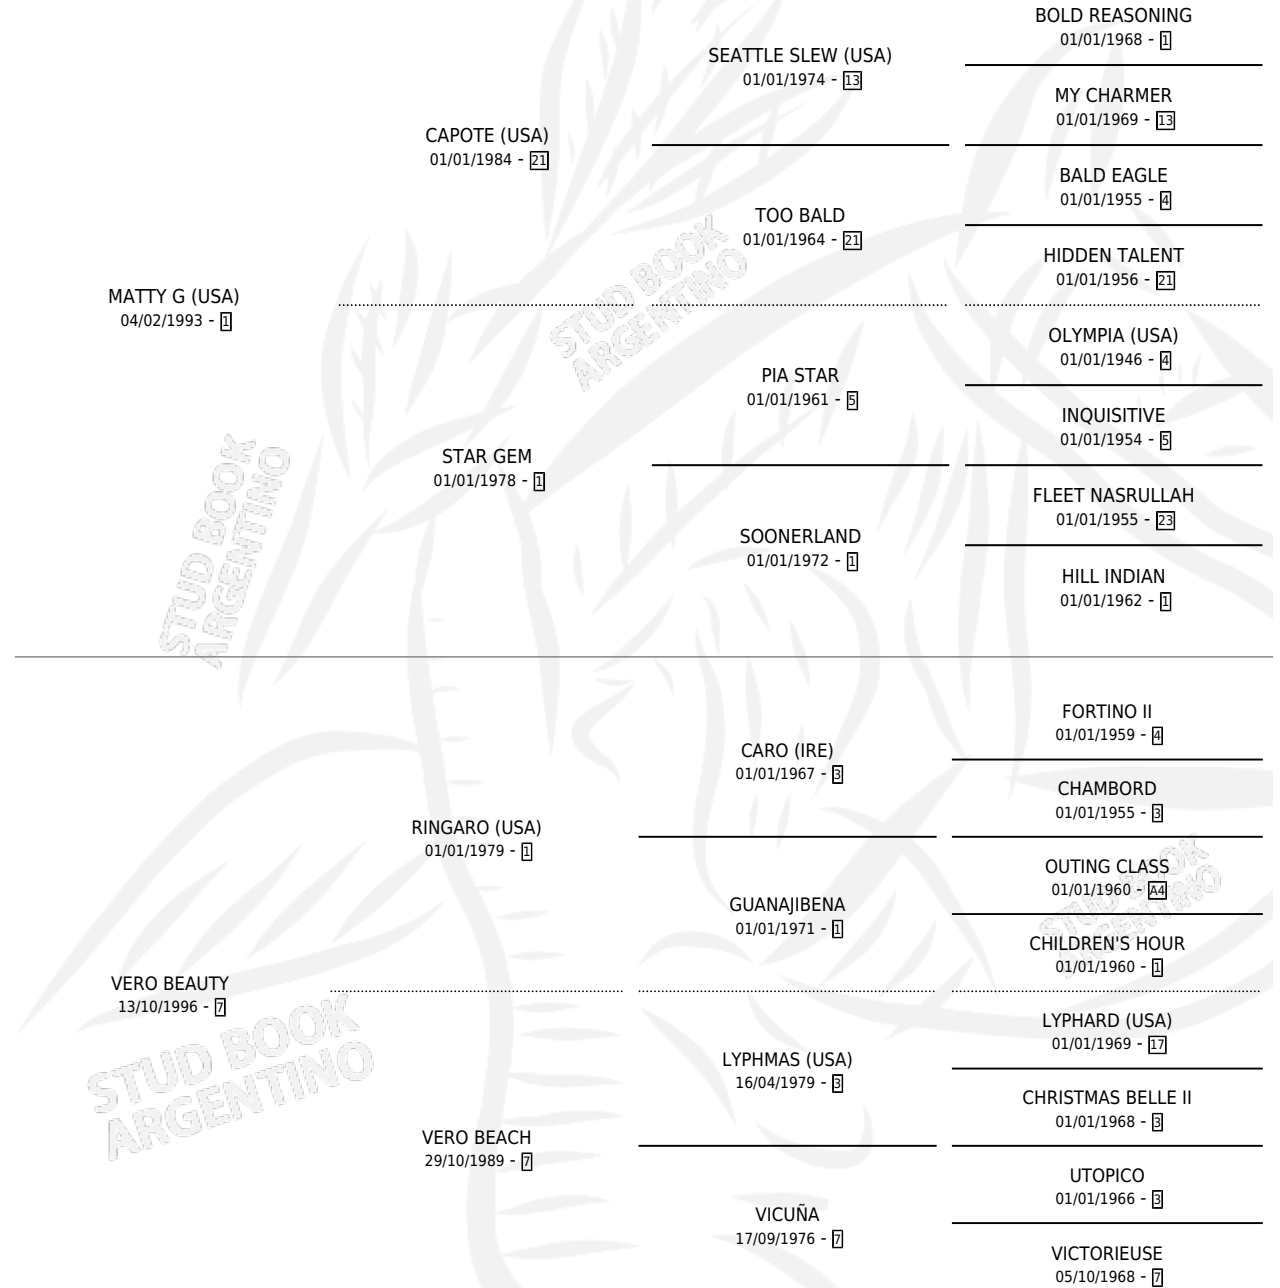 BOLD REASONING
01/01/1968 - 1
SEATTLE SLEW (USA)
01/01/1974 - 13
MY CHARMER
01/01/1969 - 13
CAPOTE (USA)
01/01/1984 - 21
BALD EAGLE
01/01/1955 - 4
TOO BALD
01/01/1964 - 21
HIDDEN TALENT
01/01/1956 - 21
MATTY G (USA)
04/02/1993 - 1
STUD BOOK
ARGENTINO
OLYMPIA (USA)
01/01/1946 - 4
PIA STAR
01/01/1961 - 5
INQUISITIVE
01/01/1954 - 5
STAR GEM
01/01/1978 - 1
FLEET NASRULLAH
01/01/1955 - 23
SOONERLAND
01/01/1972 - 1
HILL INDIAN
01/01/1962 - 1
STUD BOOK
ARGENTINO
FORTINO II
01/01/1959 - 4
CARO (IRE)
01/01/1967 - 3
CHAMBORD
01/01/1955 - 3
RINGARO (USA)
01/01/1979 - 1
OUTING CLASS
01/01/1960 - A4
GUANAJIBENA
01/01/1971 - 1
STUD BOOK
ARGENTINO
CHILDREN'S HOUR
01/01/1960 - 1
VERO BEAUTY
13/10/1996 - 7
LYPHARD (USA)
01/01/1969 - 17
LYPHMAS (USA)
16/04/1979 - 3
CHRISTMAS BELLE II
01/01/1968 - 3
STUD BOOK
ARGENTINO
VERO BEACH
29/10/1989 - 7
UTOPICO
01/01/1966 - 3
VICUÑA
17/09/1976 - 7
VICTORIEUSE
05/10/1968 - 7